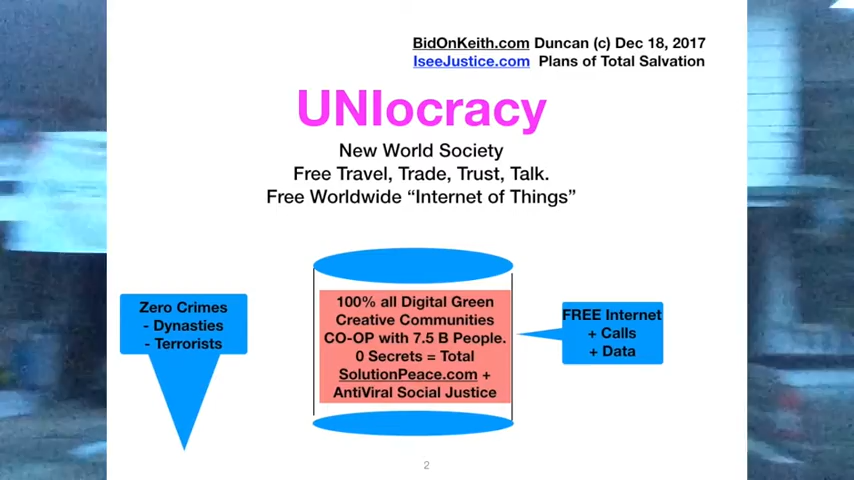 BidOnKeith.com Duncan (c) Dec 18, 2017
IseeJustice.com Plans of Total Salvation
UNIocracy
New World Society
Free Travel, Trade, Trust, Talk.
Free Worldwide “Internet of Things”
Zero Crimes
- Dynasties
- Terrorists
100% all Digital Green
Creative Communities
CO-OP with 7.5 B People.
0 Secrets = Total
SolutionPeace.com +
AntiViral Social Justice
FREE Internet
+ Calls
+ Data
2